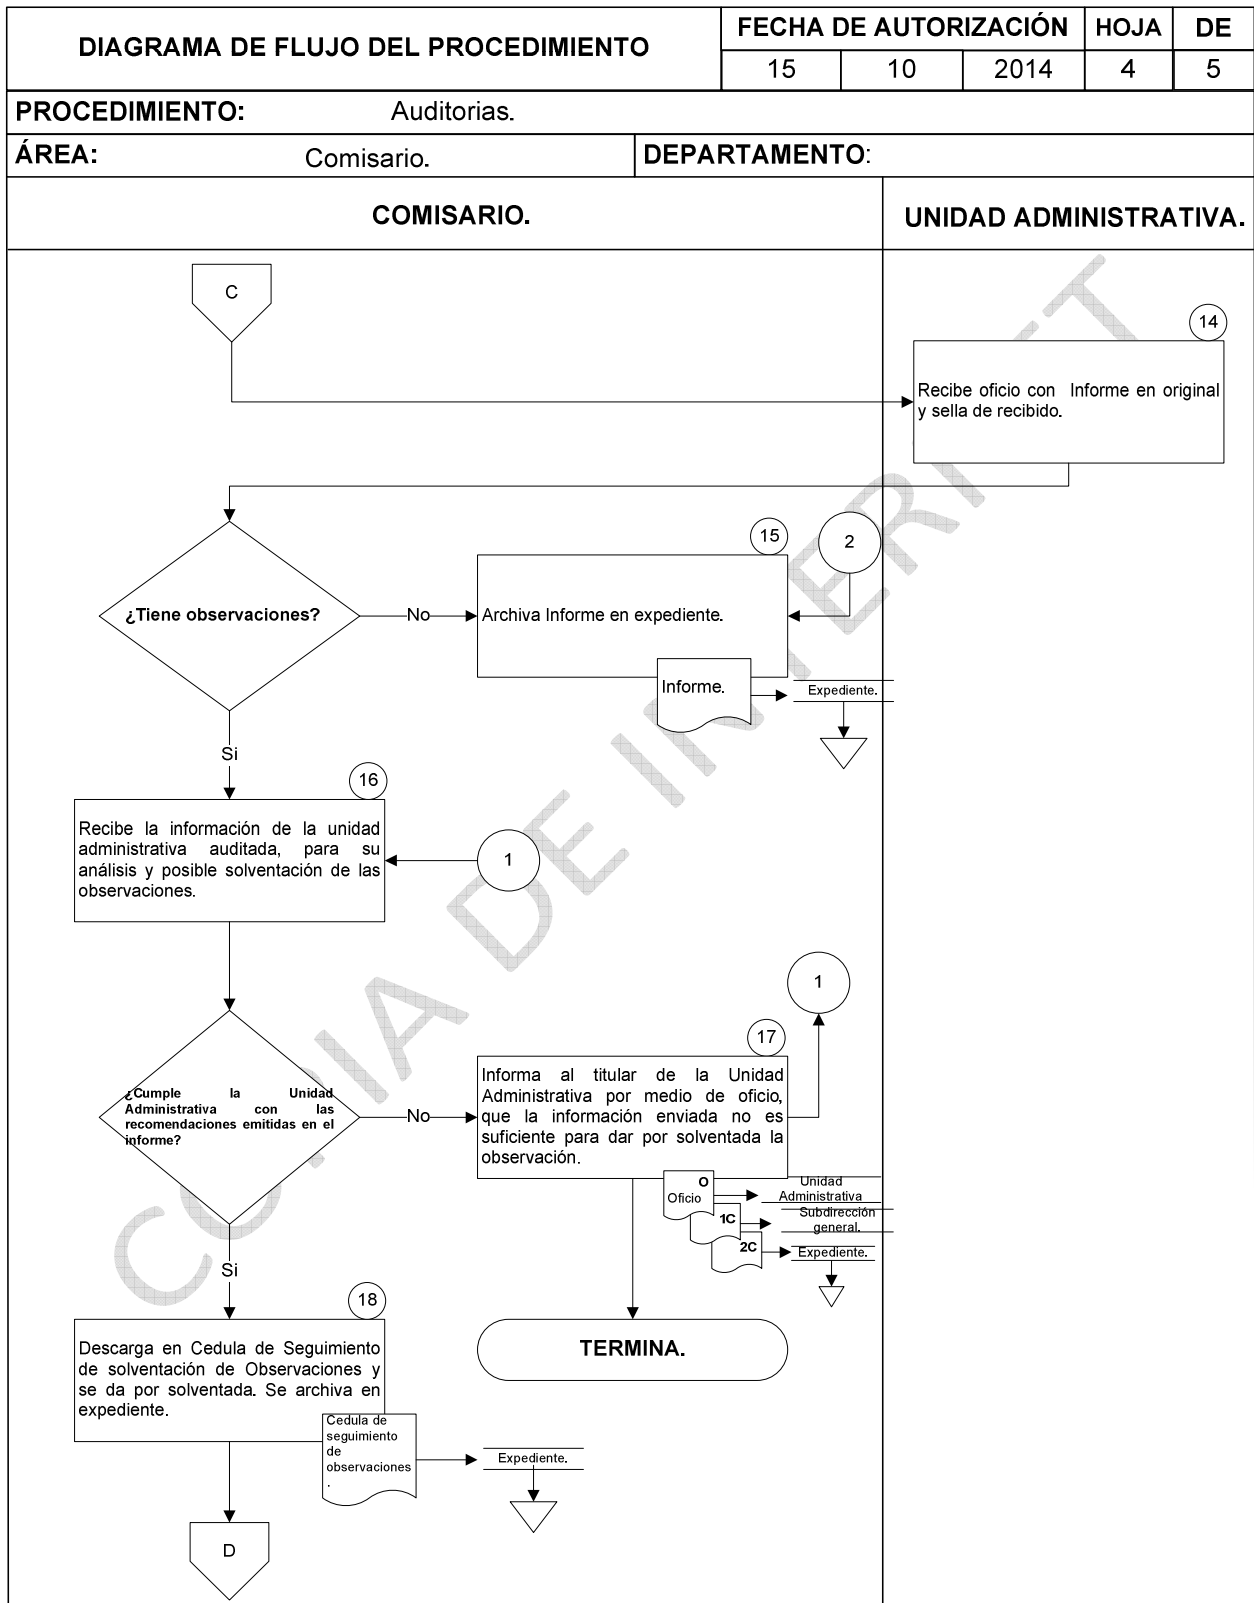 DIAGRAMA DE FLUJO DEL PROCEDIMIENTO
FECHA DE AUTORIZACIÓN
HOJA
DE
15
10
2014
4
5
PROCEDIMIENTO:
Auditorias.
ÁREA:
Comisario.
DEPARTAMENTO:
COMISARIO.
UNIDAD ADMINISTRATIVA.
C
14
Recibe oficio con Informe en original
y sella de recibido.
¿Tiene observaciones?
No
15
Archiva Informe en expediente.
2
Informe.
Expediente.
Si
16
Recibe la información de la unidad
administrativa auditada, para su
análisis y posible solventación de las
observaciones.
1
1
¿Cumple la Unidad
Administrativa con las
recomendaciones emitidas en el
informe?
No
17
Informa al titular de la Unidad
Administrativa por medio de oficio,
que la información enviada no es
suficiente para dar por solventada la
observación.
O
Oficio
Unidad
Administrativa
1C
Subdirección
general.
2C
Expediente.
Si
18
Descarga en Cedula de Seguimiento
de solventación de Observaciones y
se da por solventada. Se archiva en
expediente.
TERMINA.
Cedula de
seguimiento
de
observaciones
.
Expediente.
D
COPIA DE INTERNET